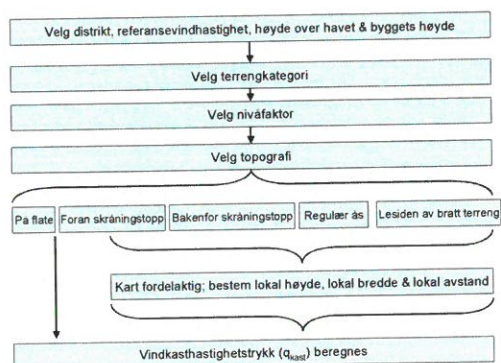 Velg distrikt, referansevindhastighet, høyde over havet & byggets høyde
Velg terrengkategori
Velg nivåfaktor
Velg topografi
Pa flate
Foran skråningstopp
Bakenfor skråningstopp
Regulær ås
Lesiden av bratt terreng
Kart fordelaktig; bestem lokal høyde, lokal bredde & lokal avstand
Vindkasthastighetstrykk (qkast) beregnes